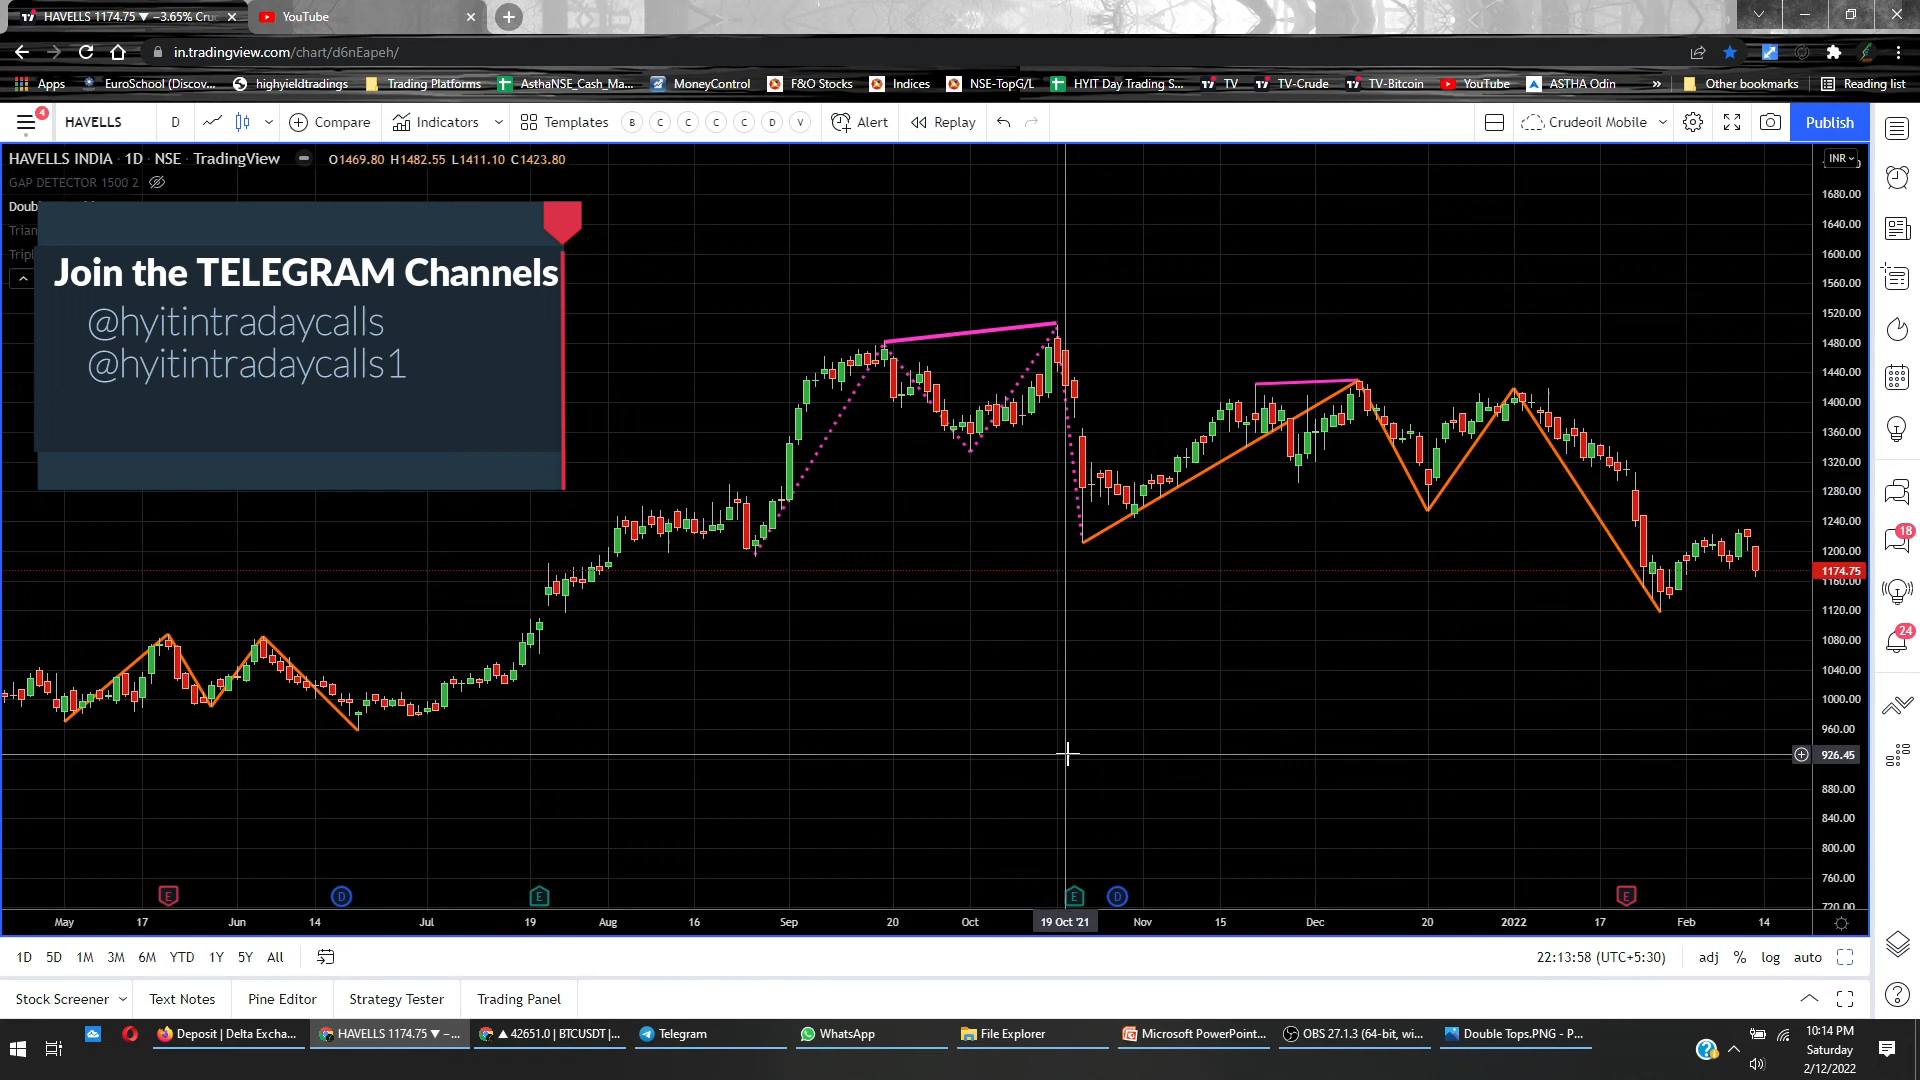 HAVELLS 1174.75 ▼ −3.65% Cru
YouTube
in.tradingview.com/chart/d6nEapeh/
Apps
EuroSchool (Discov...
highyieldtradings
Trading Platforms
AsthaNSE_Cash_Ma...
MoneyControl
F&O Stocks
Indices
NSE-TopG/L
HYIT Day Trading S...
TV
TV-Crude
TV-Bitcoin
YouTube
ASTHA Odin
»
Other bookmarks
Reading list
4
HAVELLS
D
Compare
Indicators
Templates
B
C
C
C
C
D
V
Alert
Replay
Crudeoil Mobile
Publish
HAVELLS INDIA · 1D · NSE · TradingView
O1469.80 H1482.55 L1411.10 C1423.80
INR
GAP DETECTOR 1500 2
Doub
Trian
Tripl
Join the TELEGRAM Channels
@hyitintradaycalls
@hyitintradaycalls1
1680.00
1640.00
1600.00
1560.00
1520.00
1480.00
1440.00
1400.00
1360.00
1320.00
1280.00
1240.00
1200.00
1174.75
1160.00
1120.00
1080.00
1040.00
1000.00
960.00
926.45
880.00
840.00
800.00
760.00
720.00
18
24
E
D
E
E
D
E
May
17
Jun
14
Jul
19
Aug
16
Sep
20
Oct
19 Oct '21
Nov
15
Dec
20
2022
17
Feb
14
1D
5D
1M
3M
6M
YTD
1Y
5Y
All
22:13:58 (UTC+5:30)
adj
%
log
auto
Stock Screener
Text Notes
Pine Editor
Strategy Tester
Trading Panel
Deposit | Delta Excha...
HAVELLS 1174.75 ▼ –...
▲ 42651.0 | BTCUSDT |...
Telegram
WhatsApp
File Explorer
Microsoft PowerPoint...
OBS 27.1.3 (64-bit, wi...
Double Tops.PNG - P...
10:14 PM
Saturday
2/12/2022